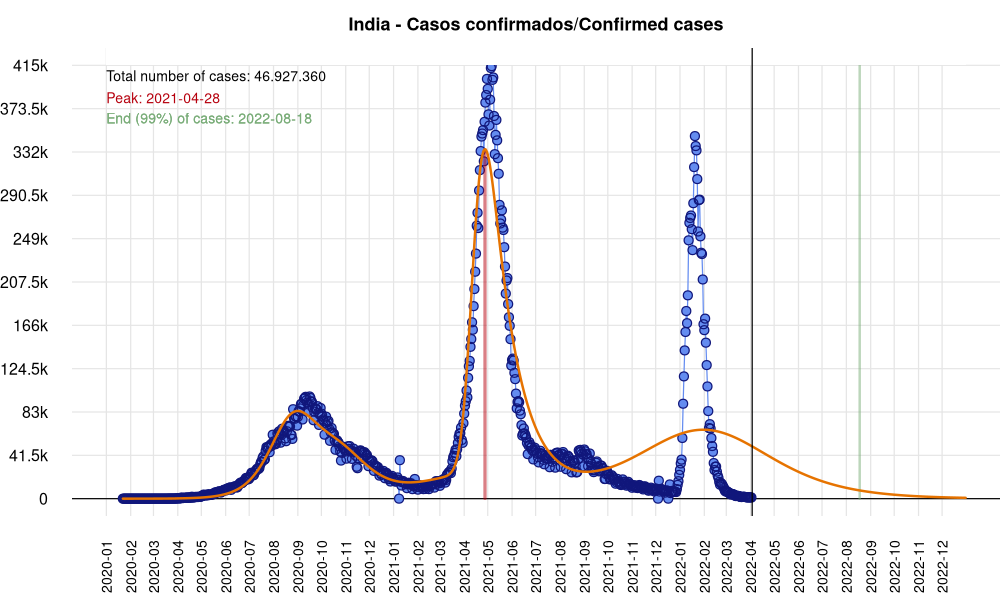 India - Casos confirmados/Confirmed cases
415k
Total number of cases: 46.927.360
Peak: 2021-04-28
373.5k
End (99%) of cases: 2022-08-18
332k
290.5k
249k
207.5k
166k
124.5k
83k
41.5k
0
2020-01
2020-02
2020-03
2020-04
2020-05
2020-06
2020-07
2020-08
2020-09
2020-10
2020-11
2020-12
2021-01
2021-02
2021-03
2021-04
2021-05
2021-06
2021-07
2021-08
2021-09
2021-10
2021-11
2021-12
2022-01
2022-02
2022-03
2022-04
2022-05
2022-06
2022-07
2022-08
2022-09
2022-10
2022-11
2022-12